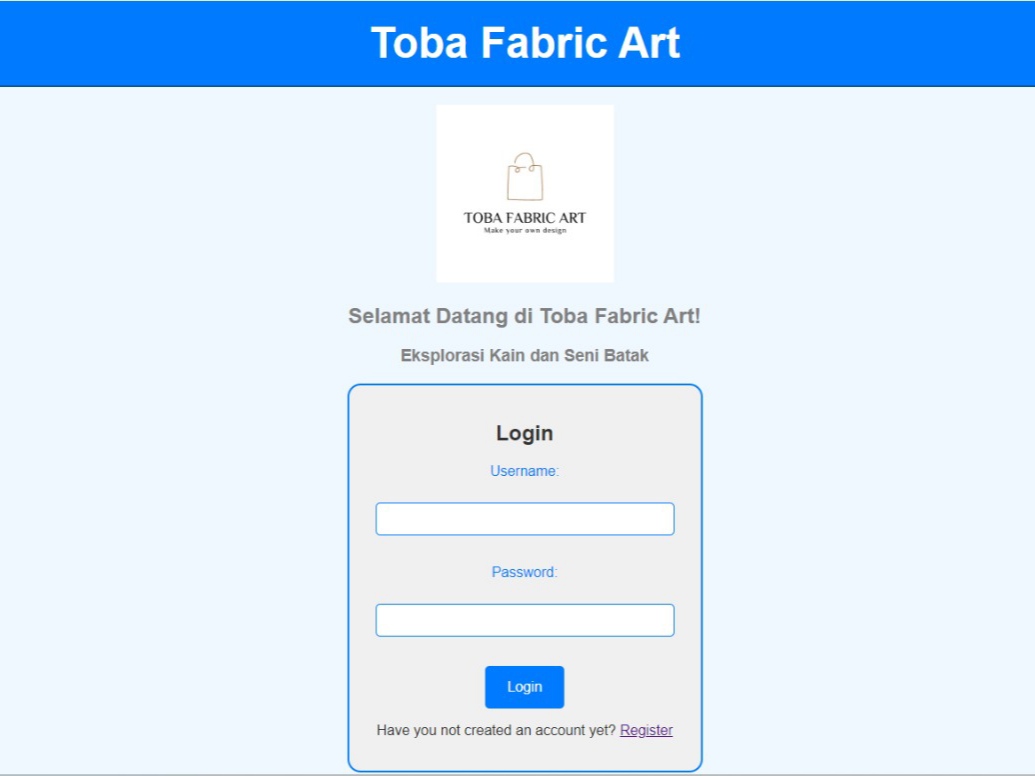 Toba Fabric Art
TOBA FABRIC ART
Make your own design
Selamat Datang di Toba Fabric Art!
Eksplorasi Kain dan Seni Batak
Login
Username:
Password:
Login
Have you not created an account yet? Register